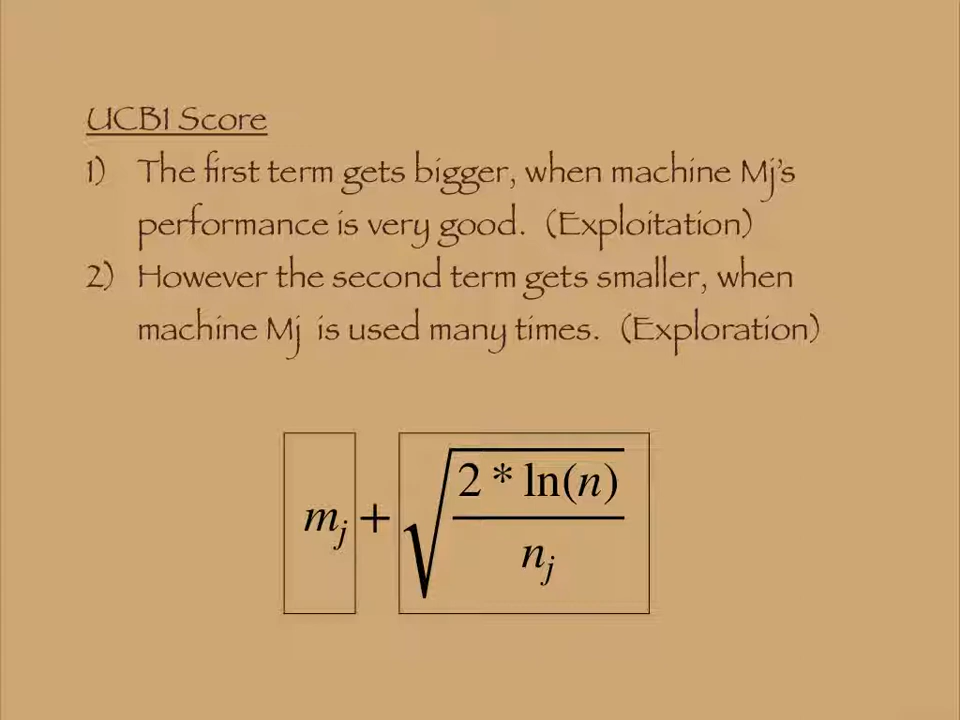 UCB1 Score
1) The first term gets bigger, when machine Mj's
performance is very good. (Exploitation)
2) However the second term gets smaller, when
machine Mj is used many times. (Exploration)
m_j + √(2 * ln(n) / n_j)